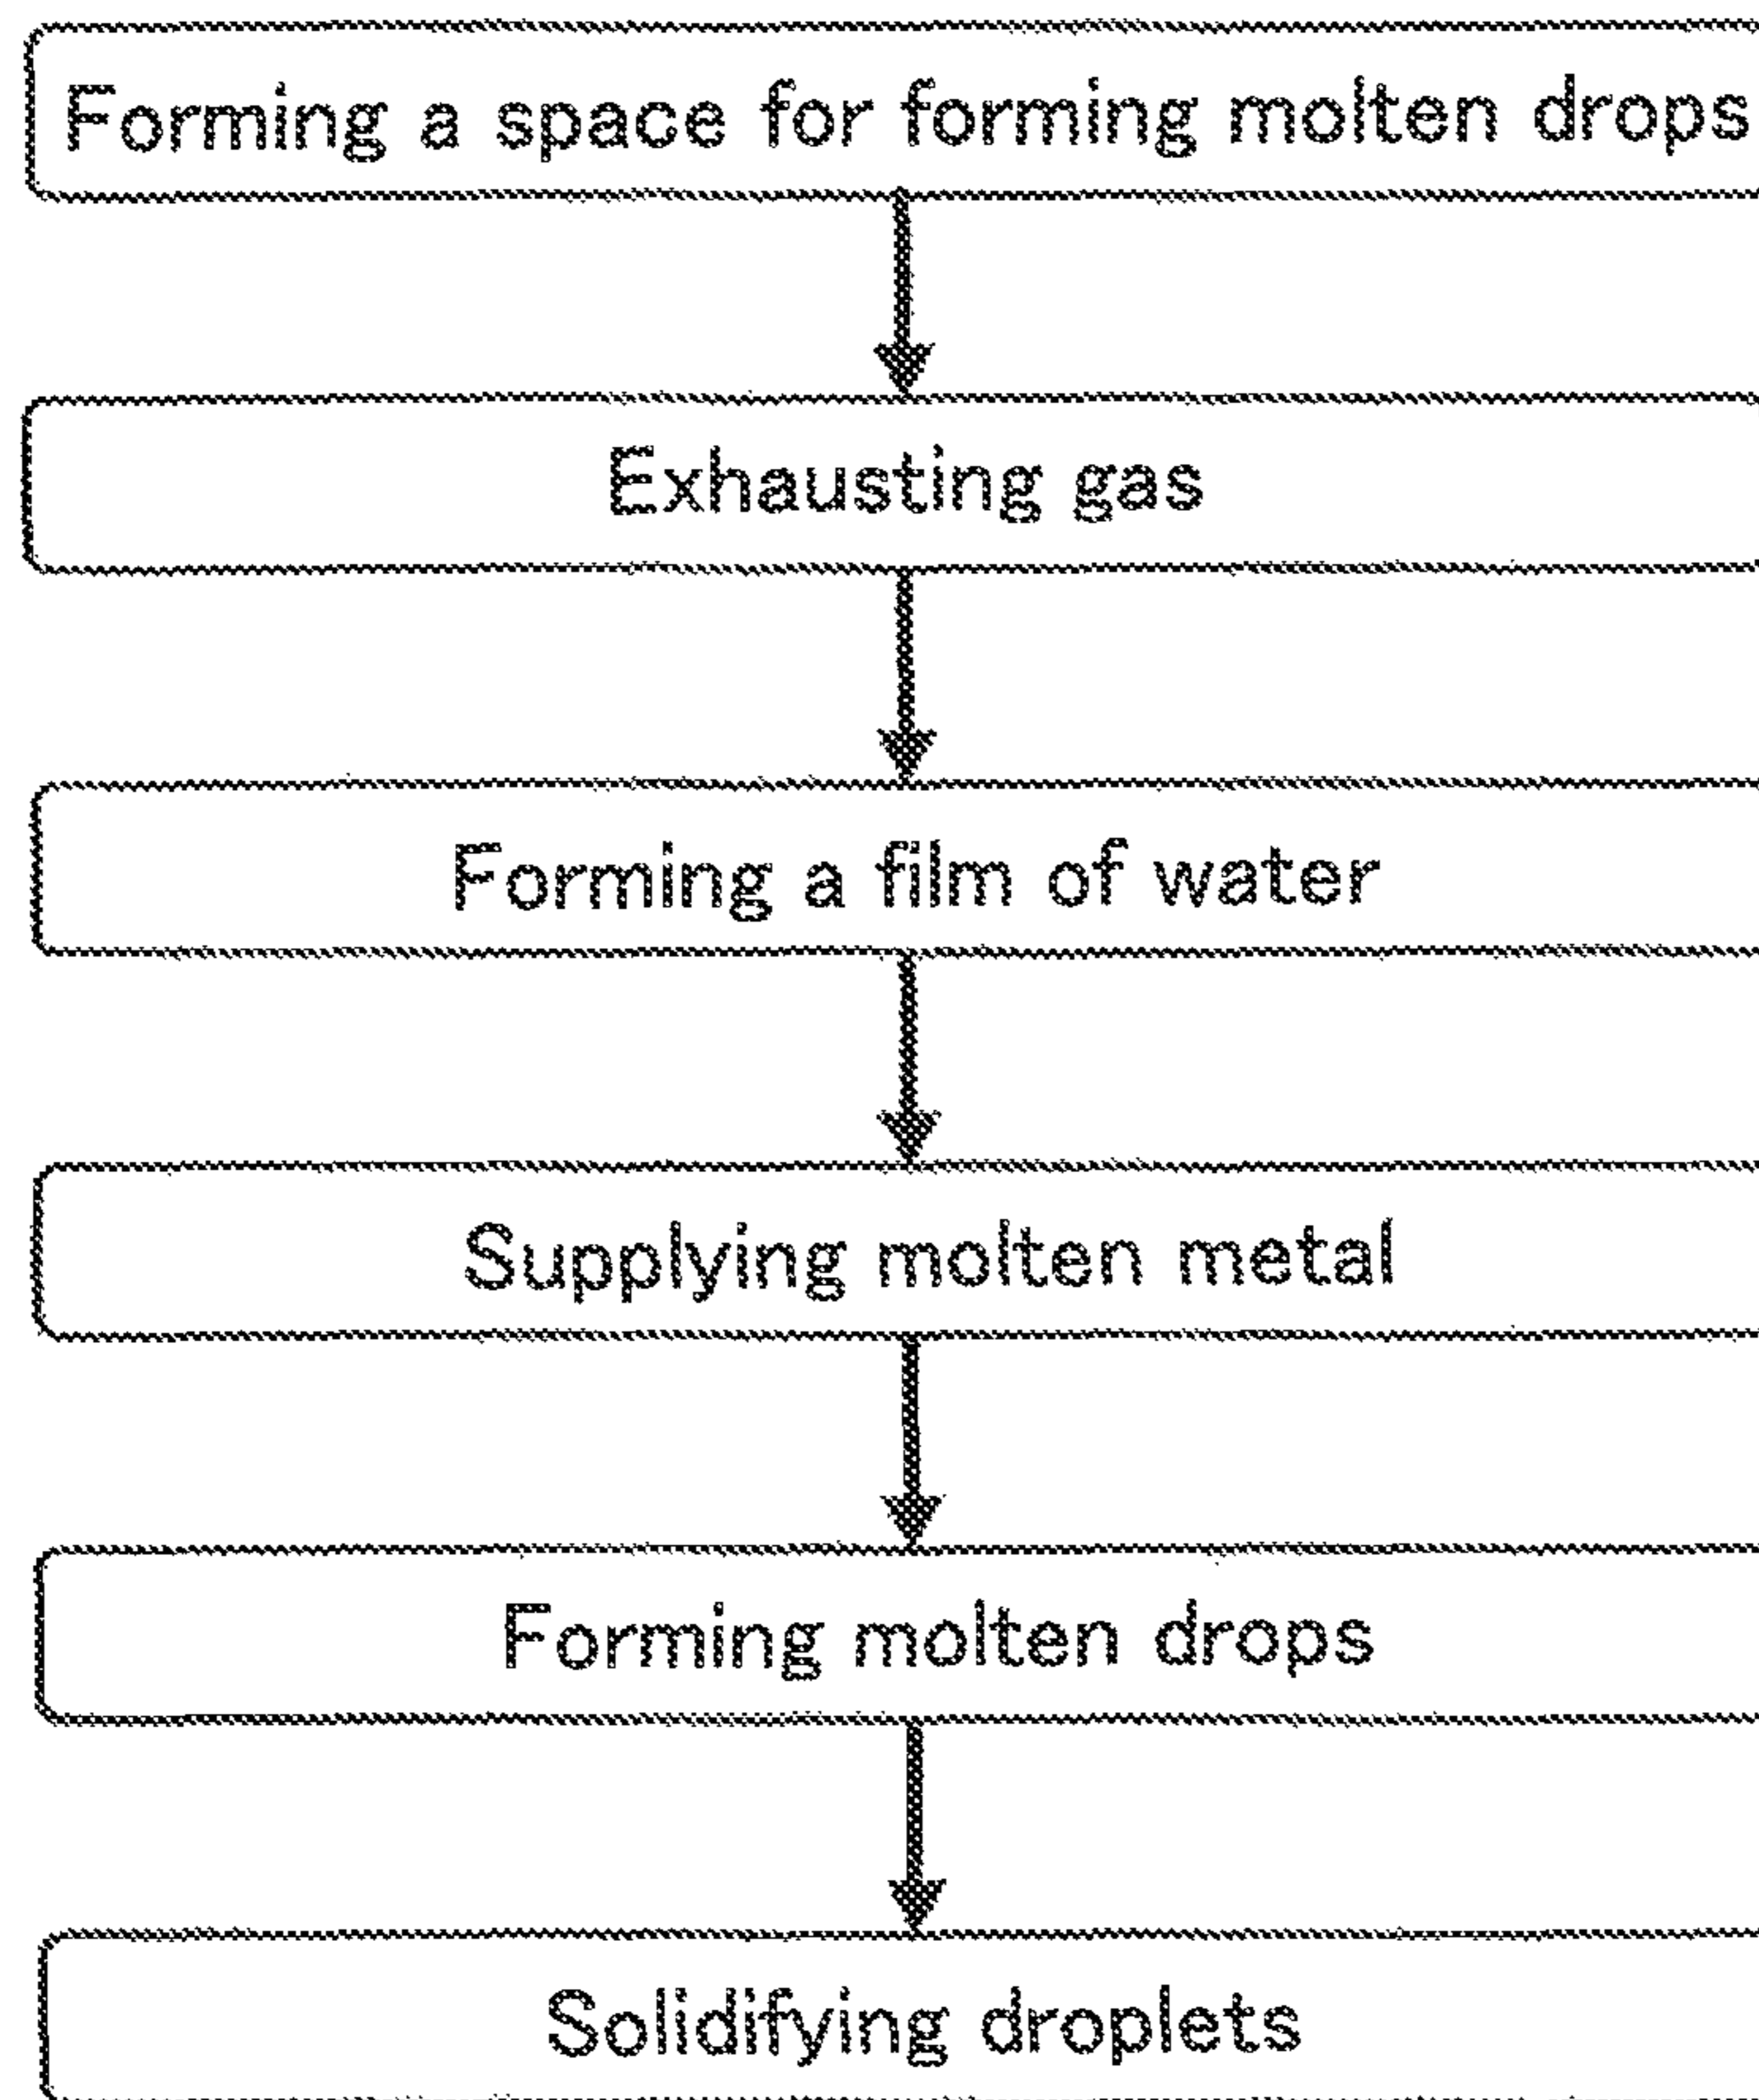 Forming a space for forming molten drops
Exhausting gas
Forming a film of water
Supplying molten metal
Forming molten drops
Solidifying droplets